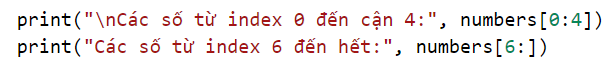 print("\nCác số từ index 0 đến cận 4:", numbers[0:4])
print("Các số từ index 6 đến hết:", numbers[6:])